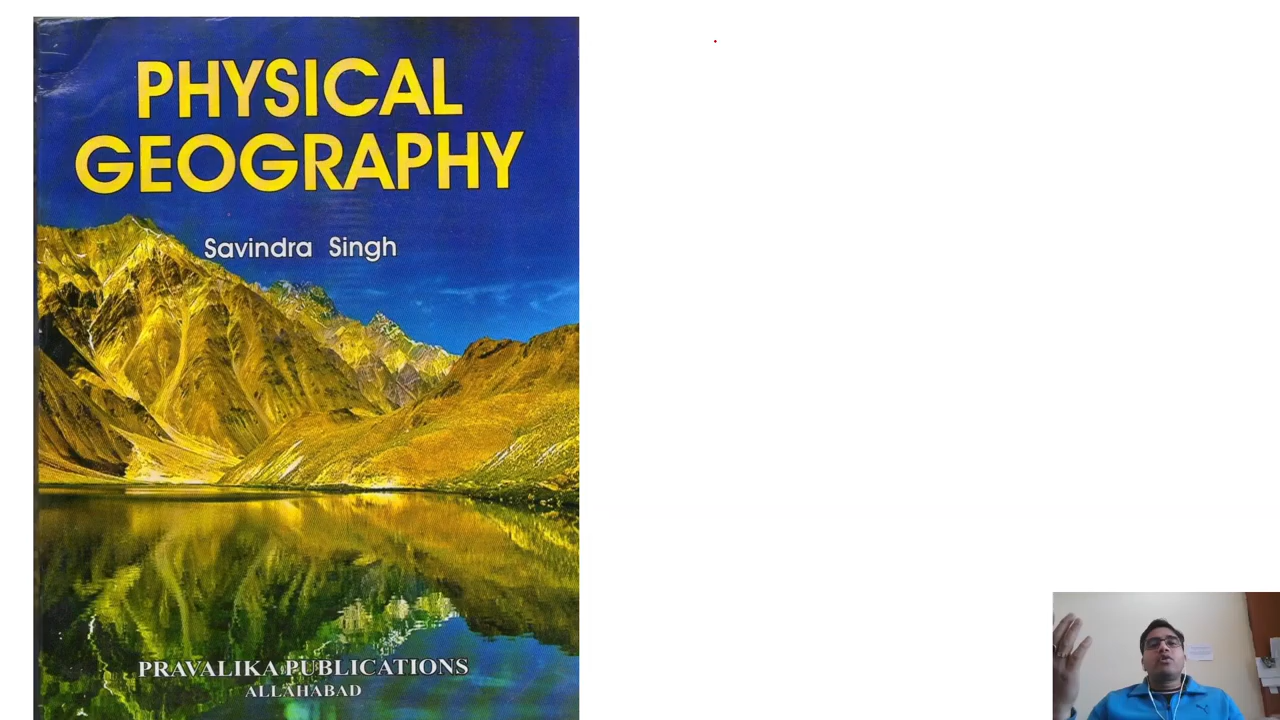 PHYSICAL
GEOGRAPHY
Savindra Singh
PRAVALIKA PUBLICATIONS
ALLAHABAD